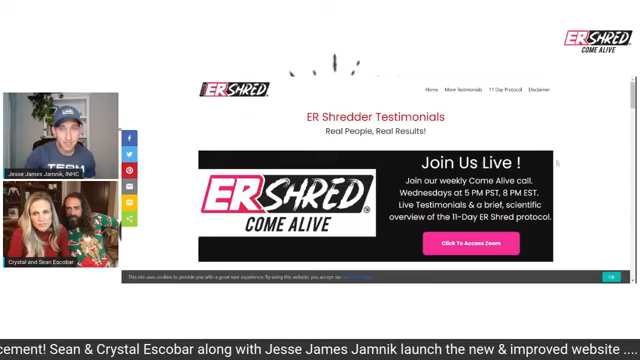 ER SHRED
COME ALIVE
ER SHRED
Home More Testimonials 11 Day Protocol Disclaimer
ER Shredder Testimonials
Real People, Real Results!
Join Us Live !
Join our weekly Come Alive call.
Wednesdays at 5 PM PST, 8 PM EST.
Live Testimonials & a brief, scientific
overview of the 11-Day ER Shred protocol.
Click To Access Zoom
ER SHRED
COME ALIVE
TEAM
Jesse James Jamnik, INHC
Crystal and Sean Escobar
This site uses cookies to provide you with a great user experience. By using this website, you accept our
OK
cement! Sean & Crystal Escobar along with Jesse James Jamnik launch the new & improved website ....